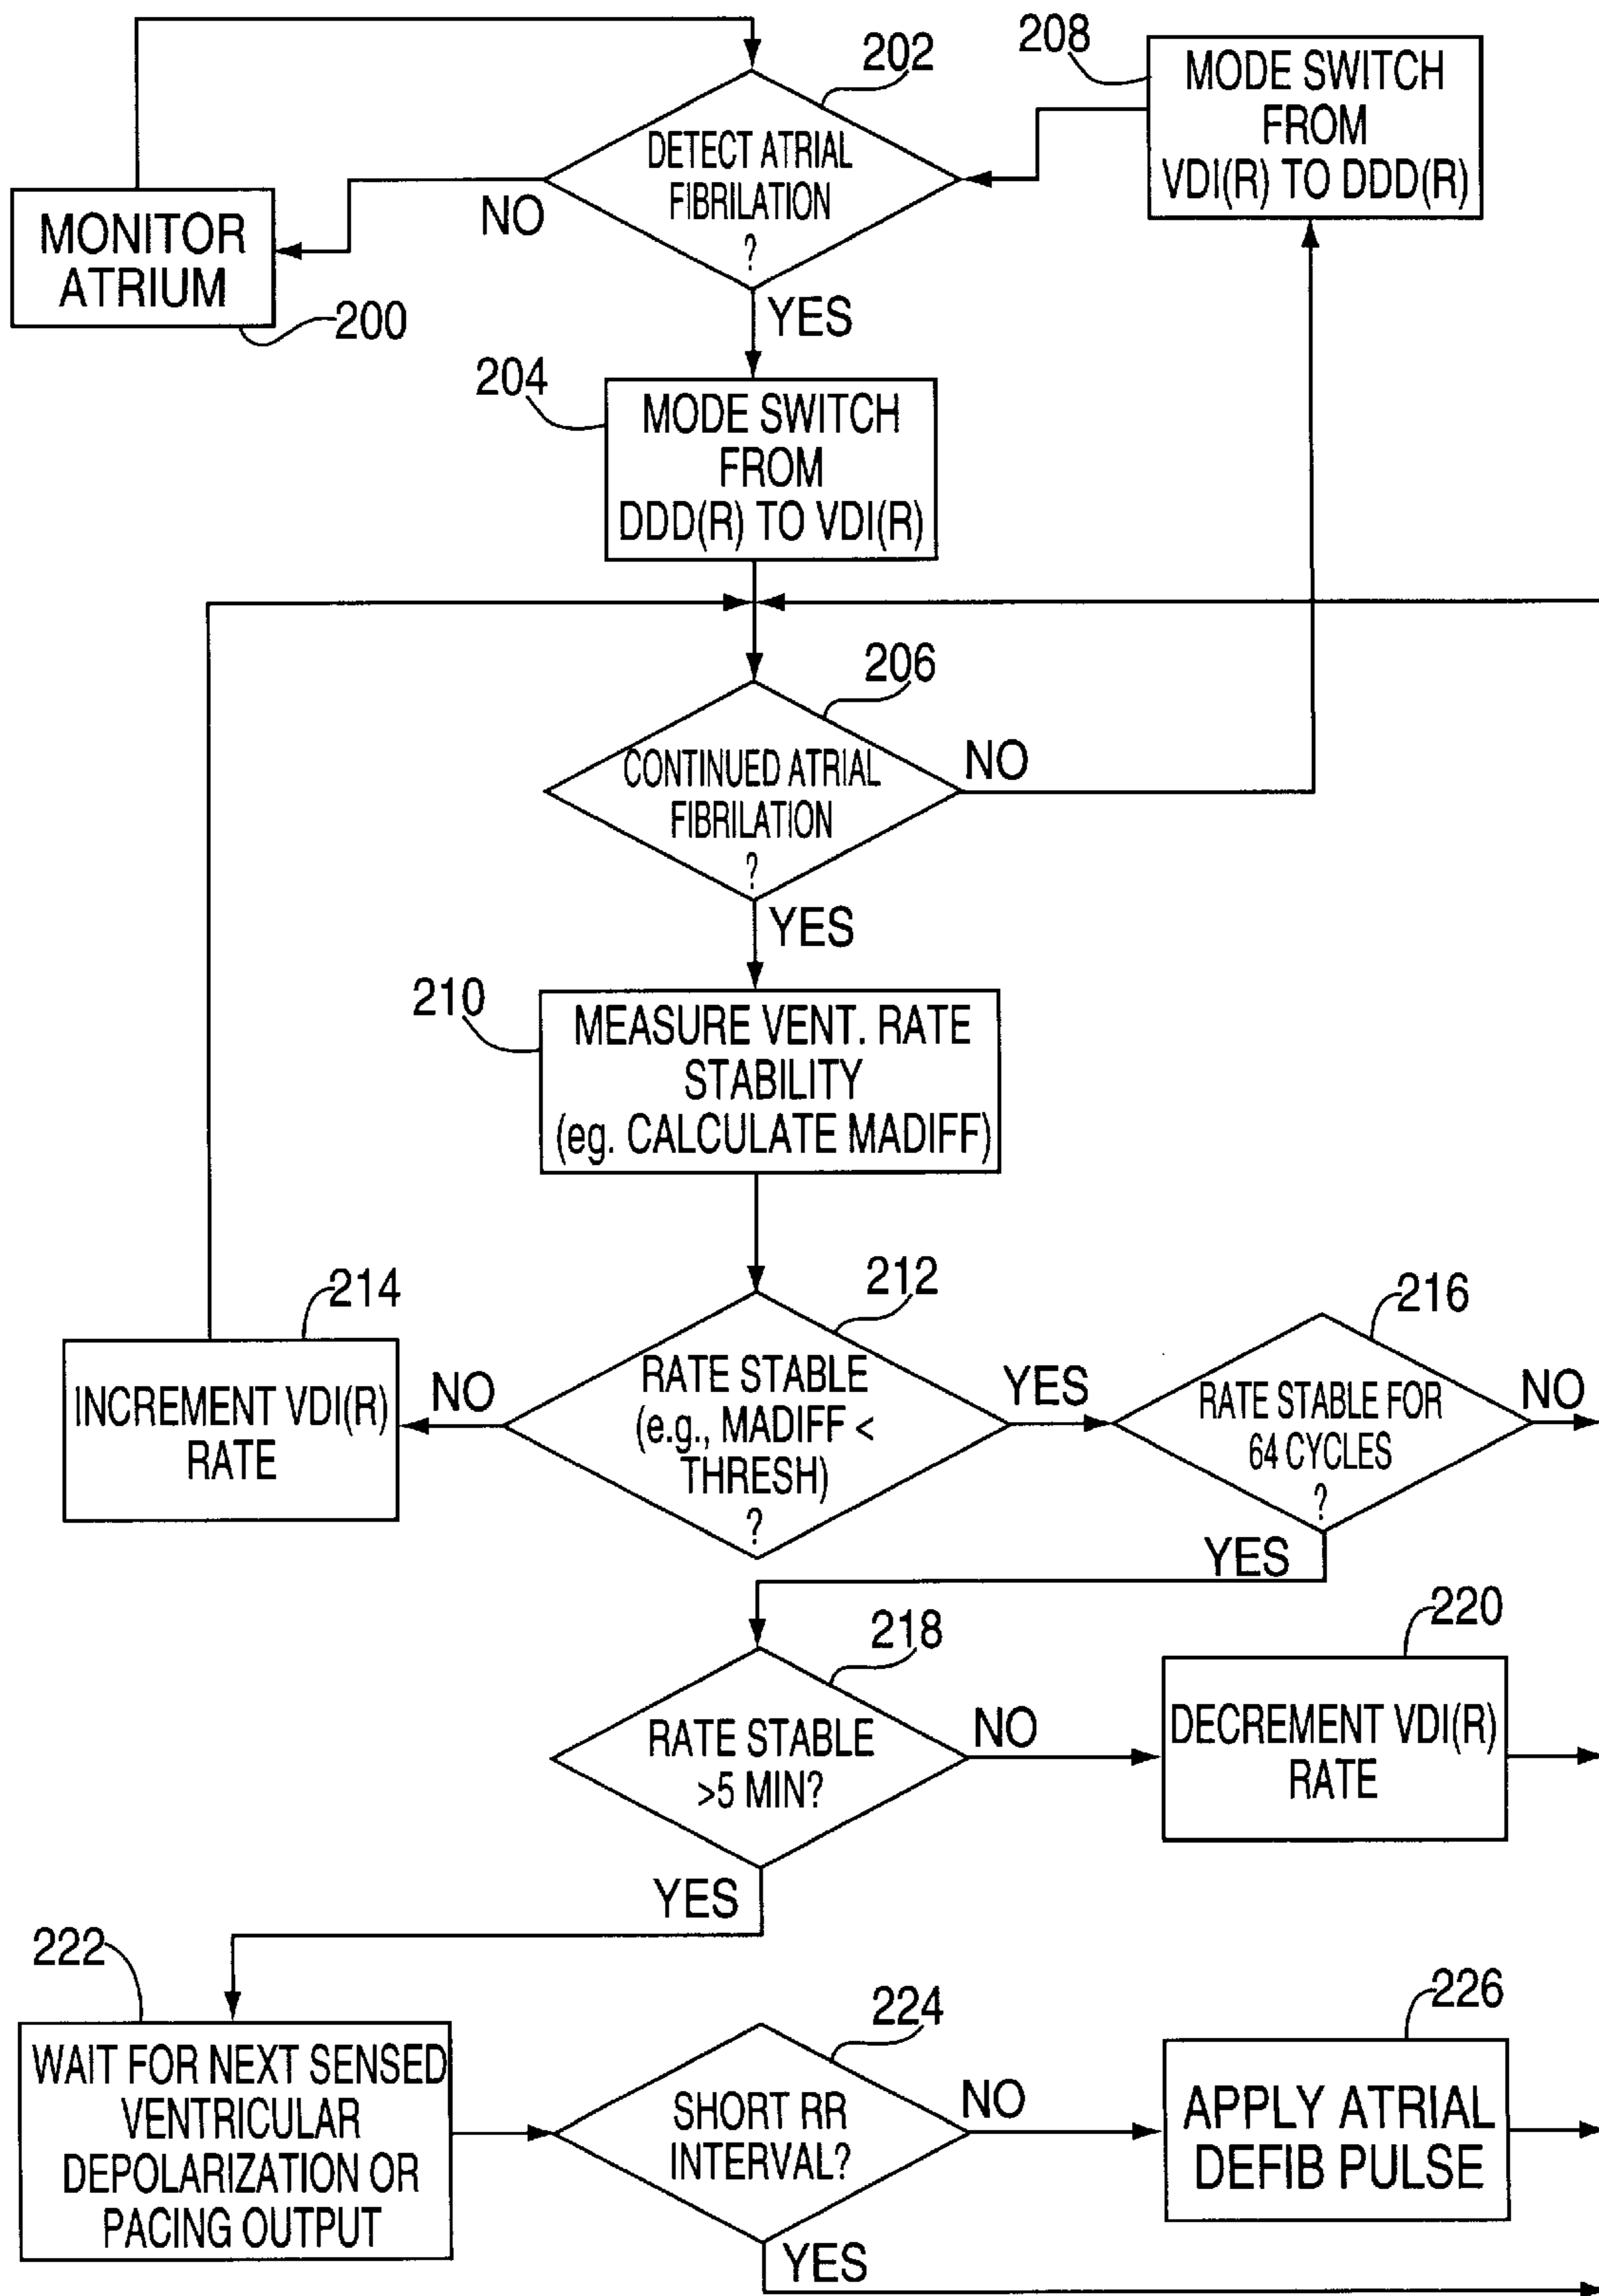 202
208
MODE SWITCH
FROM
VDI(R) TO DDD(R)
DETECT ATRIAL
FIBRILATION
?
NO
MONITOR
ATRIUM
200
YES
204
MODE SWITCH
FROM
DDD(R) TO VDI(R)
206
CONTINUED ATRIAL
FIBRILATION
?
NO
YES
210
MEASURE VENT. RATE
STABILITY
(eg. CALCULATE MADIFF)
212
214
216
INCREMENT VDI(R)
RATE
NO
RATE STABLE
(e.g., MADIFF <
THRESH)
?
YES
RATE STABLE FOR
64 CYCLES
?
NO
YES
218
220
RATE STABLE
>5 MIN?
NO
DECREMENT VDI(R)
RATE
YES
222
224
226
WAIT FOR NEXT SENSED
VENTRICULAR
DEPOLARIZATION OR
PACING OUTPUT
SHORT RR
INTERVAL?
NO
APPLY ATRIAL
DEFIB PULSE
YES